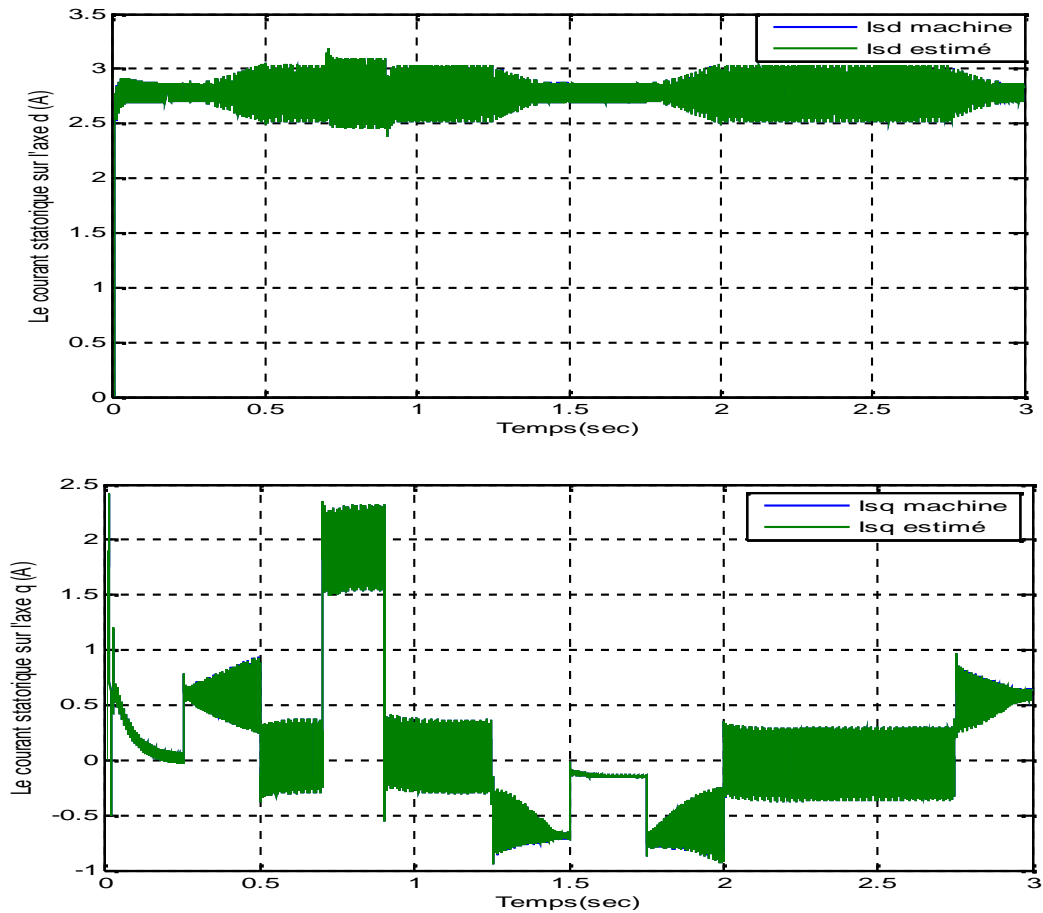 3.5
Isd machine
Isd estimé
3
2.5
2
1.5
1
0.5
0
Le courant statorique sur l'axe d (A)
0 0.5 1 1.5 2 2.5 3
Temps(sec)
2.5
Isq machine
Isq estimé
2
1.5
1
0.5
0
-0.5
-1
Le courant statorique sur l'axe q (A)
0 0.5 1 1.5 2 2.5 3
Temps(sec)